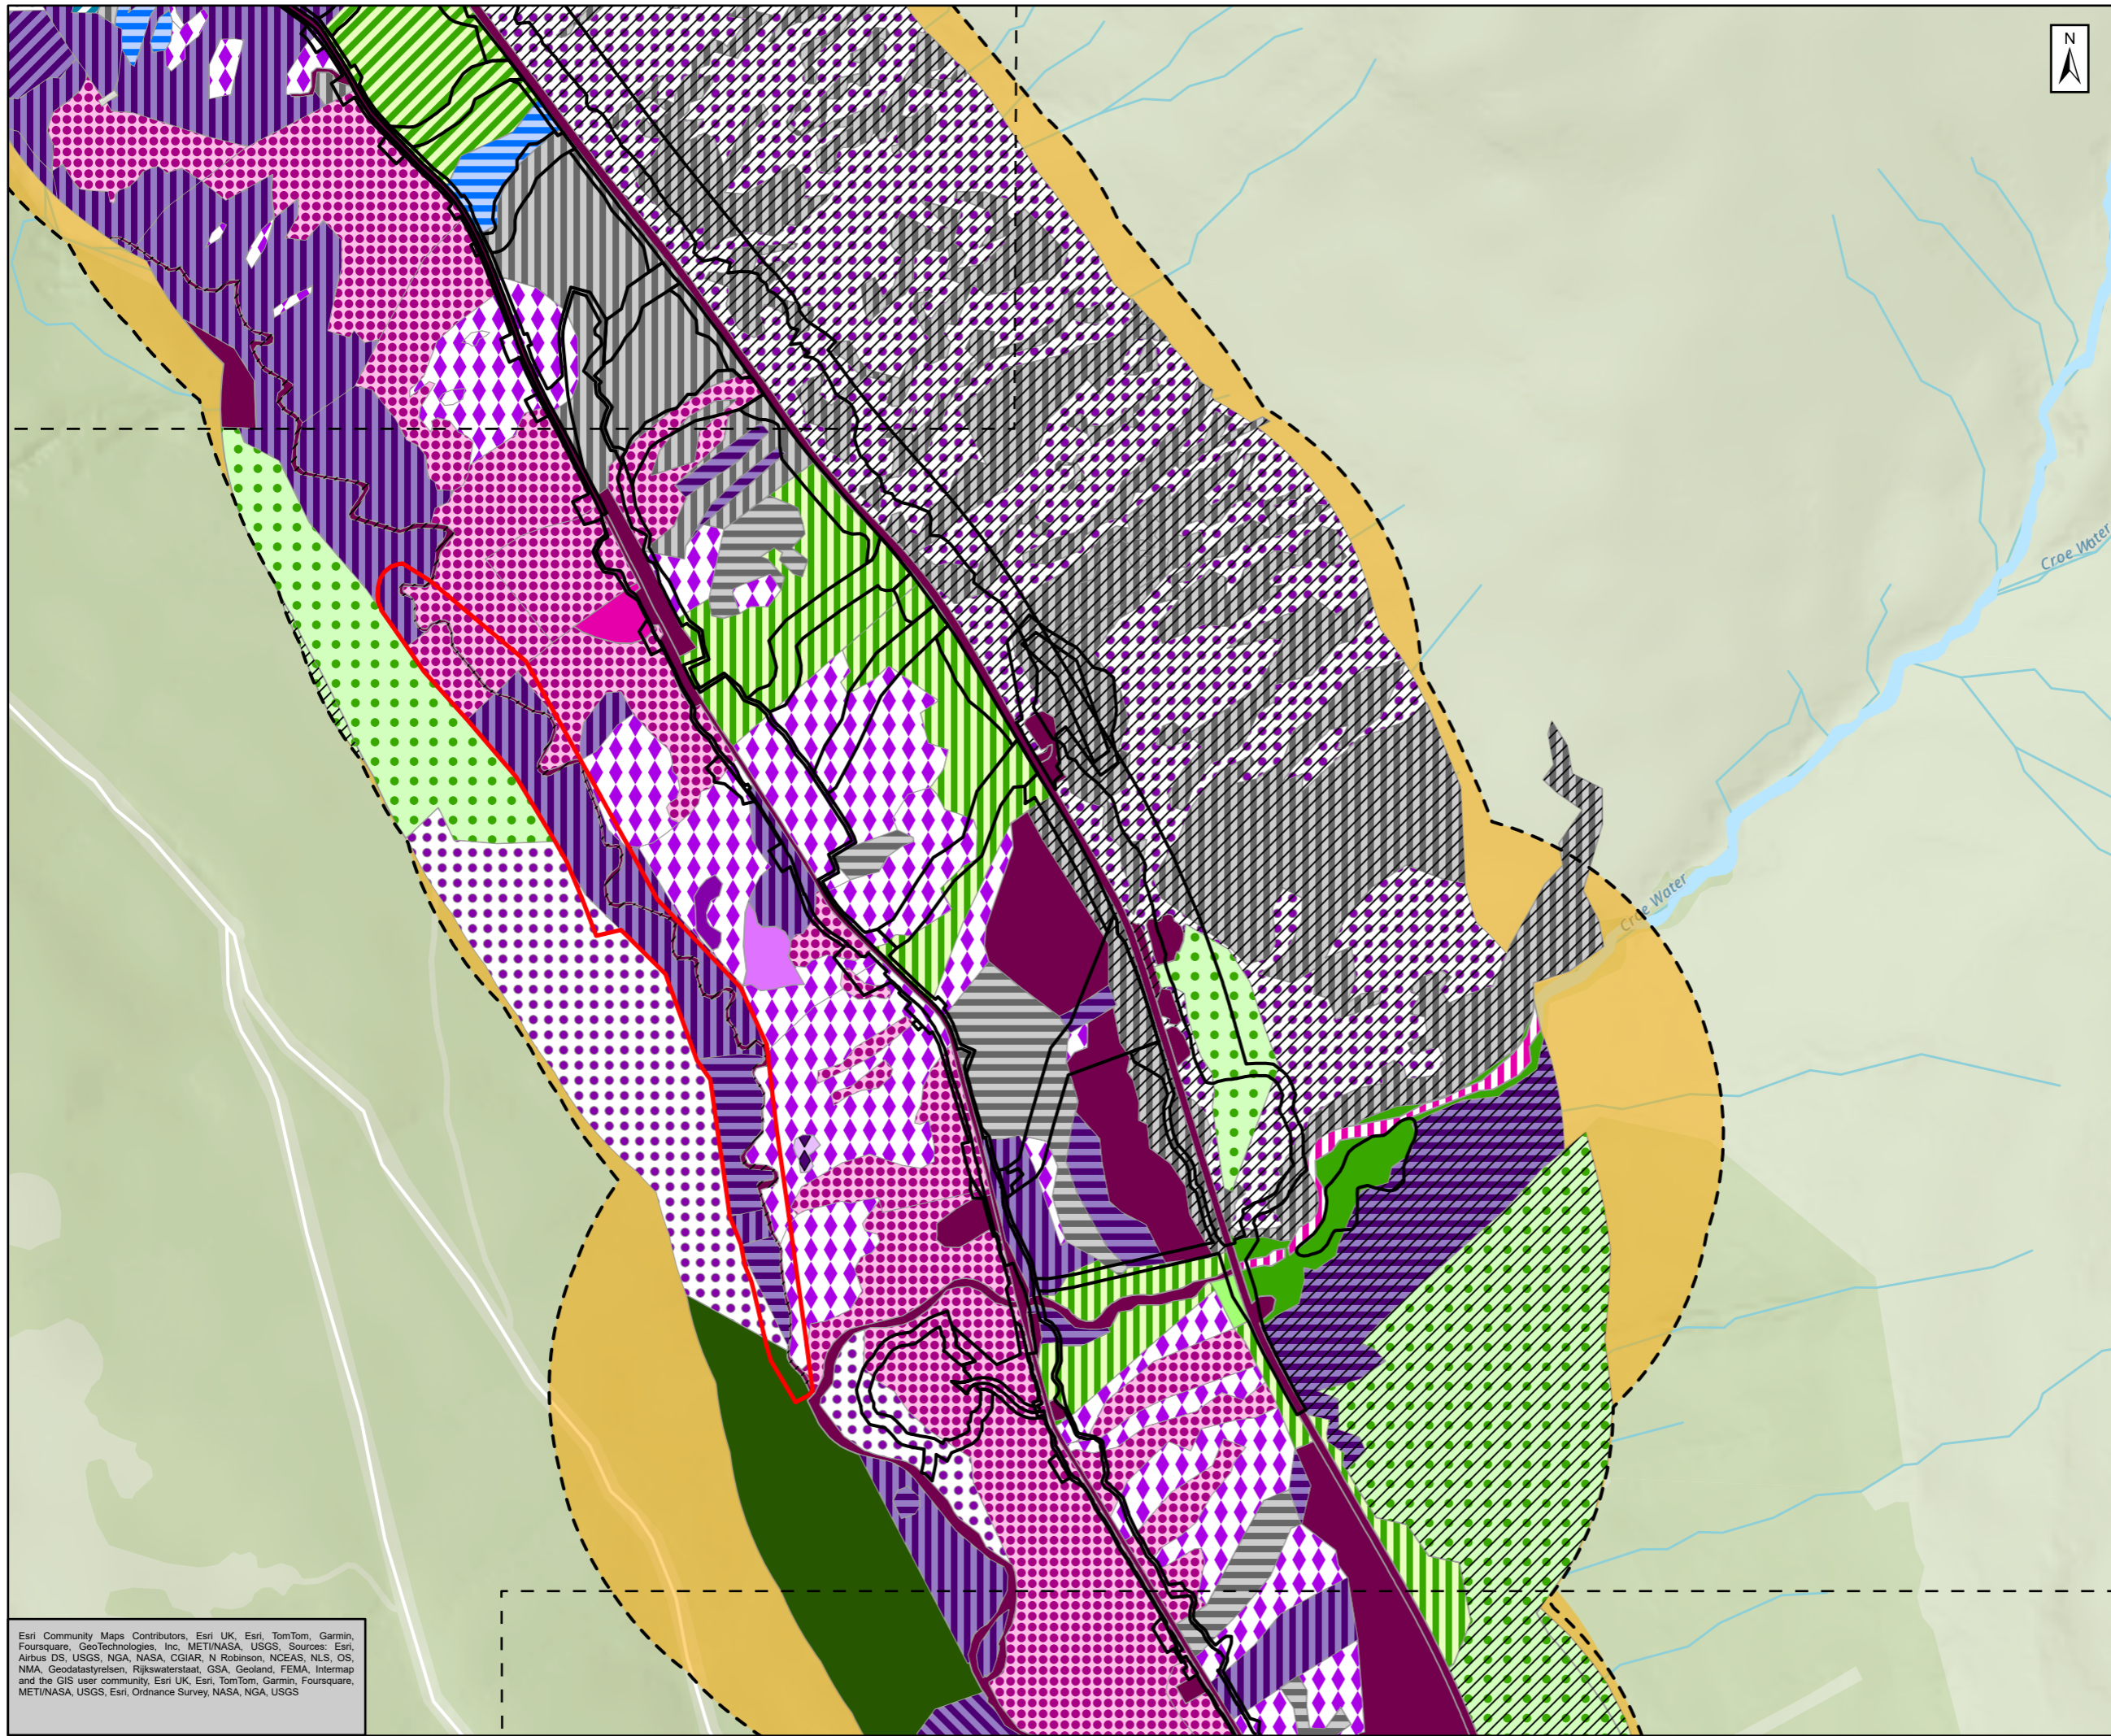 N
Croe Water
Croe Water
Esri Community Maps Contributors, Esri UK, Esri, TomTom, Garmin,
Foursquare, GeoTechnologies, Inc, METI/NASA, USGS, Sources: Esri,
Airbus DS, USGS, NGA, NASA, CGIAR, N Robinson, NCEAS, NLS, OS,
NMA, Geodatastyrelsen, Rijkswaterstaat, GSA, Geoland, FEMA, Intermap
and the GIS user community, Esri UK, Esri, TomTom, Garmin, Foursquare,
METI/NASA, USGS, Esri, Ordnance Survey, NASA, NGA, USGS